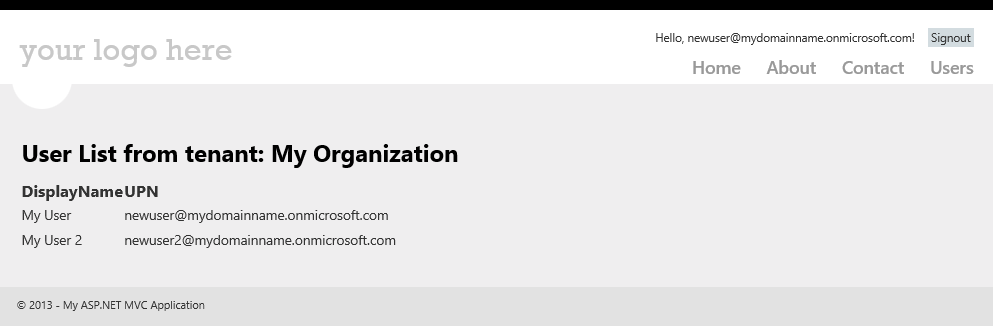 your logo here
Hello, newuser@mydomainname.onmicrosoft.com! Signout
Home About Contact Users
User List from tenant: My Organization
DisplayName UPN
My User newuser@mydomainname.onmicrosoft.com
My User 2 newuser2@mydomainname.onmicrosoft.com
© 2013 - My ASP.NET MVC Application